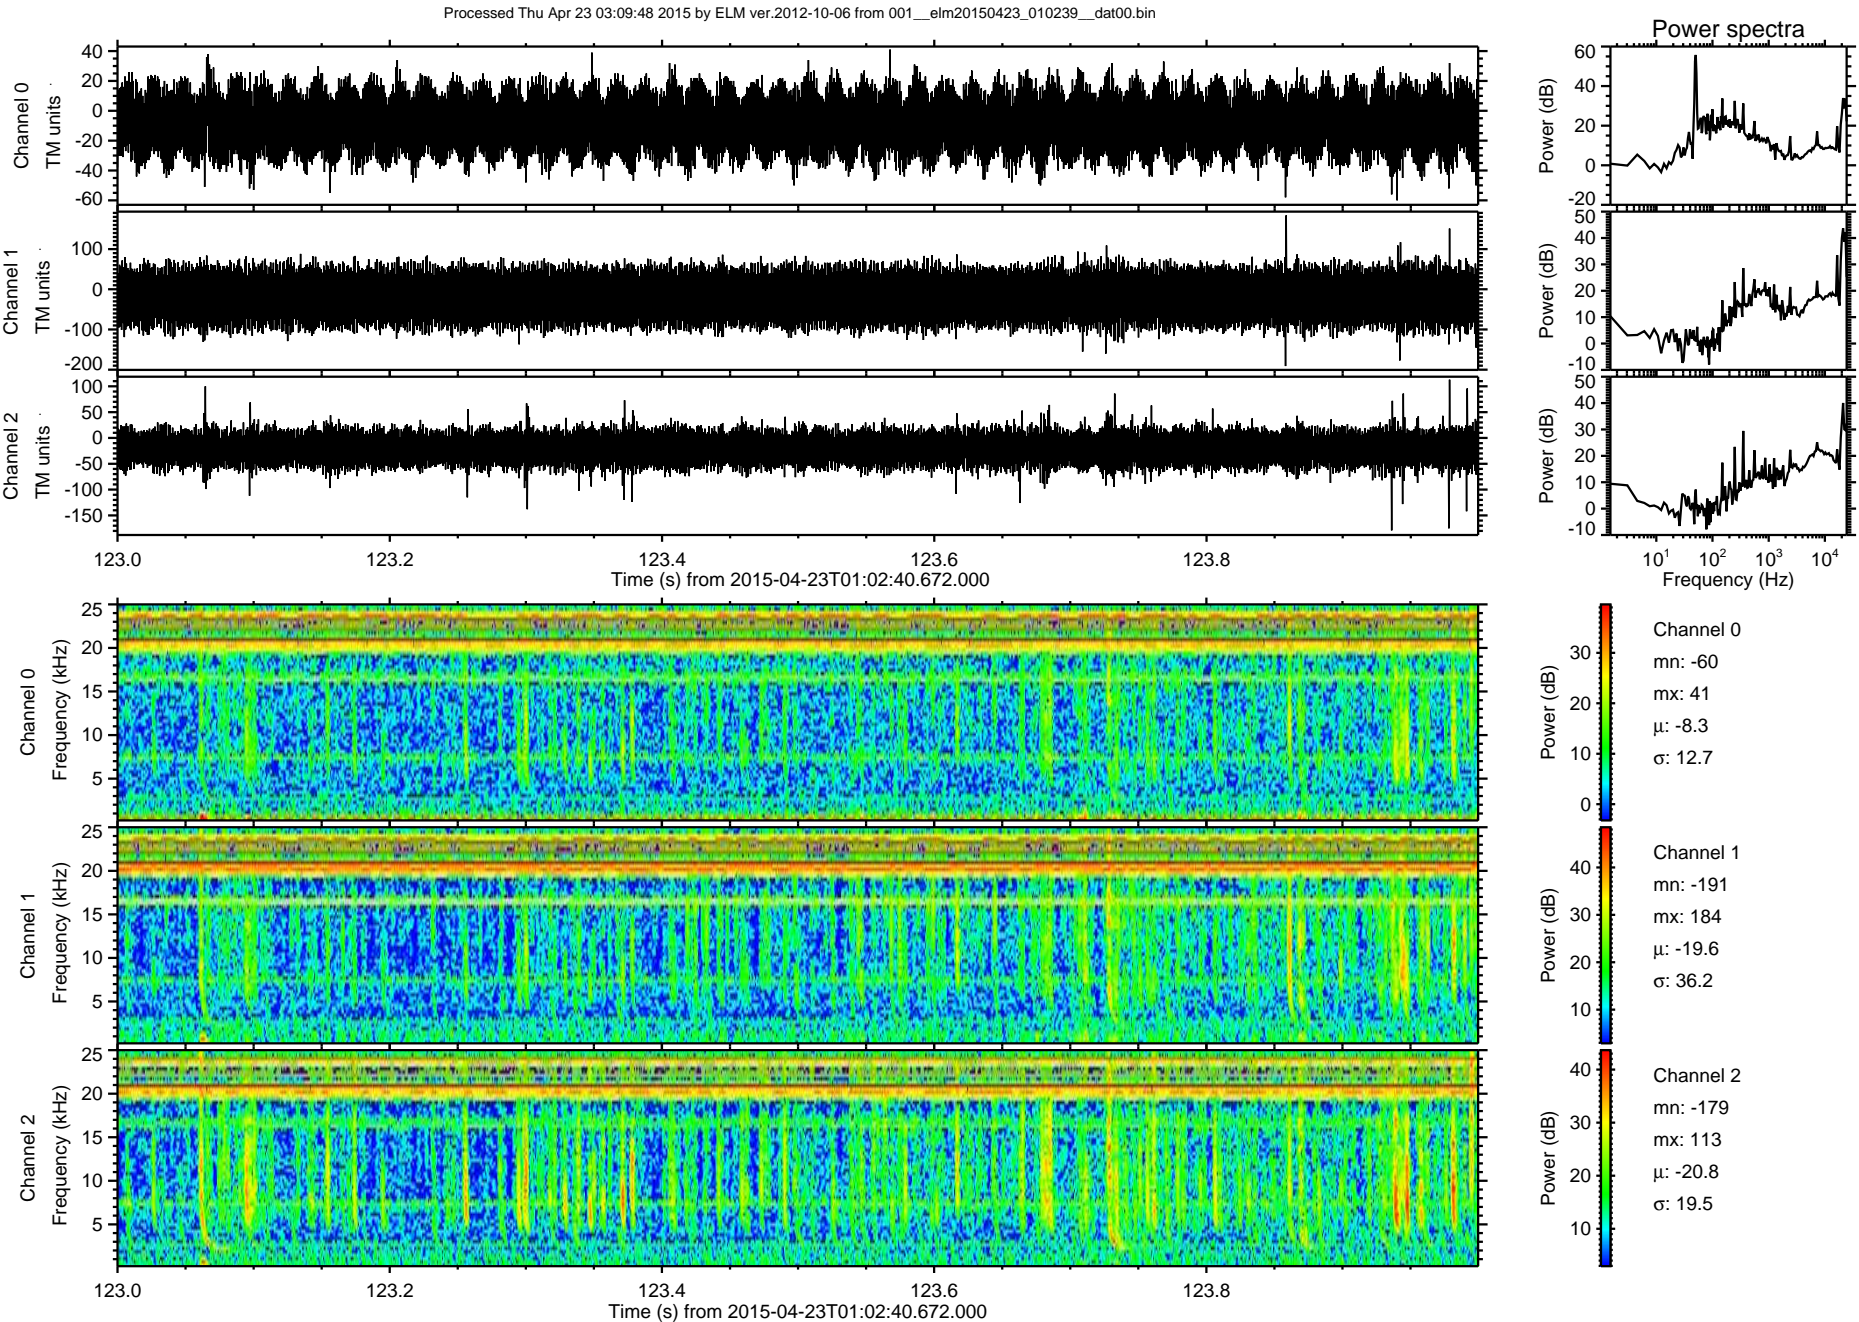 Processed Thu Apr 23 03:09:48 2015 by ELM ver.2012-10-06 from 001__elm20150423_010239__dat00.bin
Power spectra
Channel 0
TM units
40
20
0
-20
-40
-60
Power (dB)
60
40
20
0
-20
Channel 1
TM units
100
0
-100
-200
Power (dB)
50
40
30
20
10
0
-10
Channel 2
TM units
100
50
0
-50
-100
-150
Power (dB)
50
40
30
20
10
0
-10
123.0 123.2 123.4 123.6 123.8
Time (s) from 2015-04-23T01:02:40.672.000
10^1 10^2 10^3 10^4
Frequency (Hz)
Channel 0
Frequency (kHz)
25
20
15
10
5
Power (dB)
30
20
10
0
Channel 0
mn: -60
mx: 41
μ: -8.3
σ: 12.7
Channel 1
Frequency (kHz)
25
20
15
10
5
Power (dB)
40
30
20
10
Channel 1
mn: -191
mx: 184
μ: -19.6
σ: 36.2
Channel 2
Frequency (kHz)
25
20
15
10
5
Power (dB)
40
30
20
10
Channel 2
mn: -179
mx: 113
μ: -20.8
σ: 19.5
123.0 123.2 123.4 123.6 123.8
Time (s) from 2015-04-23T01:02:40.672.000